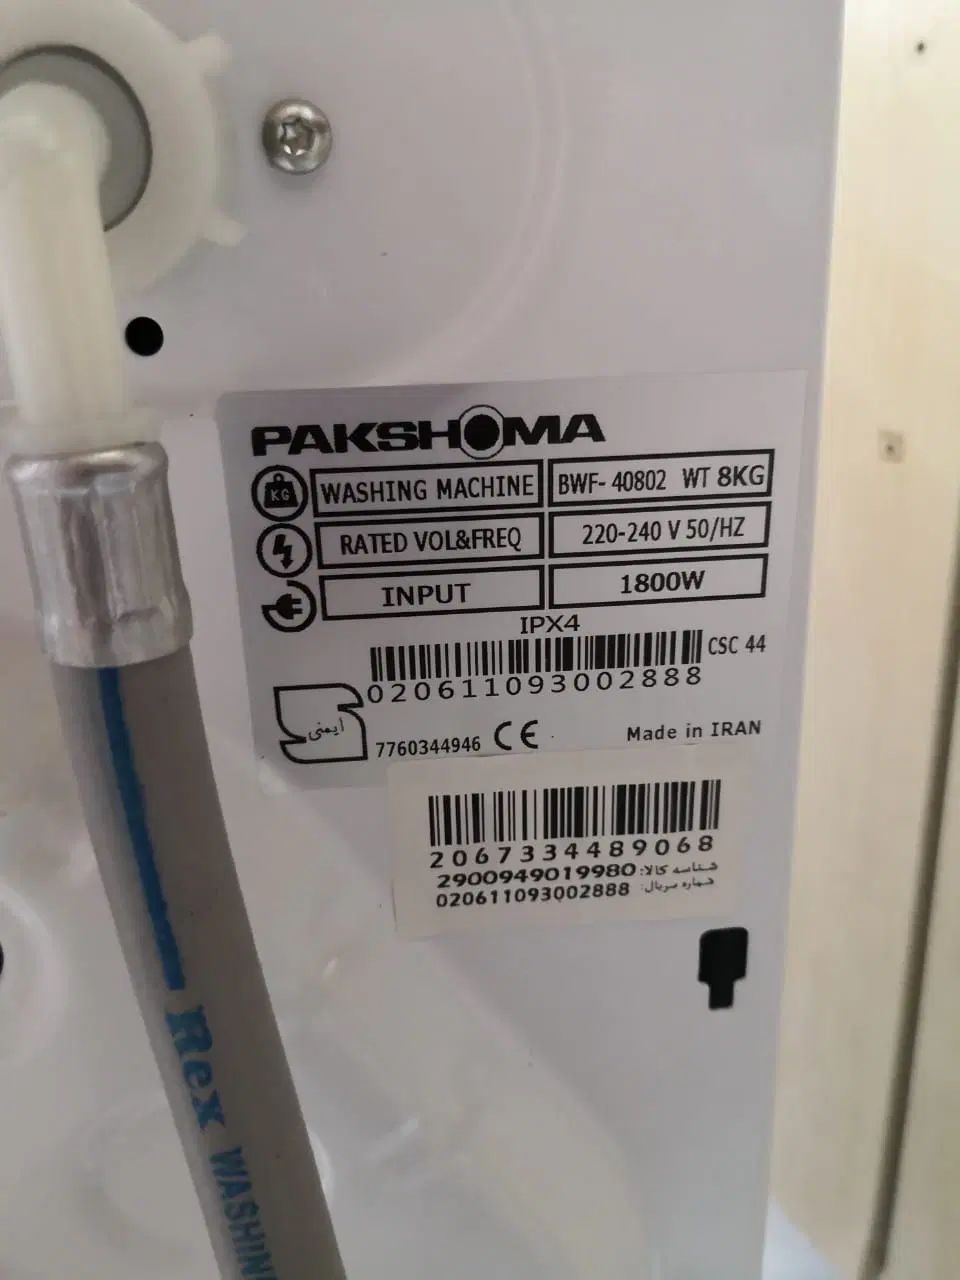 PAKSHOMA
KG WASHING MACHINE BWF- 40802 WT 8KG
RATED VOL&FREQ 220-240 V 50/HZ
INPUT 1800W
IPX4
CSC 44
020611093002888
ایمنی
7760344946 CE Made in IRAN
2067334489068
شناسه کالا: 2900949019980
شماره سریال: 020611093002888
Rex WASHIN